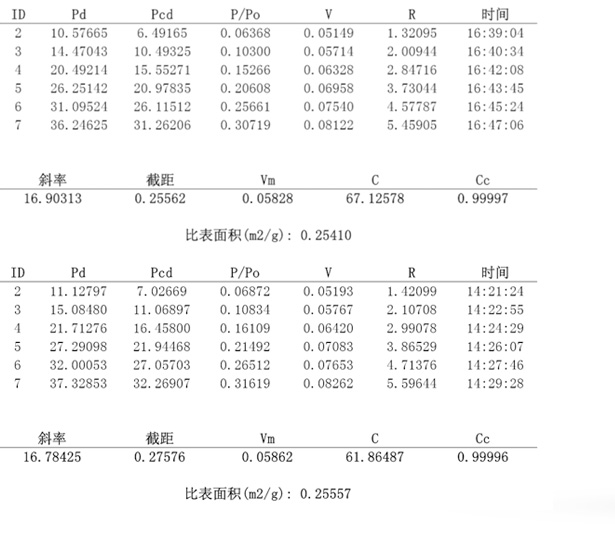 ID Pd Pcd P/Po V R 时间
2 10.57665 6.49165 0.06368 0.05149 1.32095 16:39:04
3 14.47043 10.49325 0.10300 0.05714 2.00944 16:40:34
4 20.49214 15.55271 0.15266 0.06328 2.84716 16:42:08
5 26.25142 20.97835 0.20608 0.06958 3.73044 16:43:45
6 31.09524 26.11512 0.25661 0.07540 4.57787 16:45:24
7 36.24625 31.26206 0.30719 0.08122 5.45905 16:47:06
斜率 截距 Vm C Cc
16.90313 0.25562 0.05828 67.12578 0.99997
比表面积(m2/g): 0.25410
ID Pd Pcd P/Po V R 时间
2 11.12797 7.02669 0.06872 0.05193 1.42099 14:21:24
3 15.08480 11.06897 0.10834 0.05767 2.10708 14:22:55
4 21.71276 16.45800 0.16109 0.06420 2.99078 14:24:29
5 27.29098 21.94468 0.21492 0.07083 3.86529 14:26:07
6 32.00053 27.05703 0.26512 0.07653 4.71376 14:27:46
7 37.32853 32.26907 0.31619 0.08262 5.59644 14:29:28
斜率 截距 Vm C Cc
16.78425 0.27576 0.05862 61.86487 0.99996
比表面积(m2/g): 0.25557